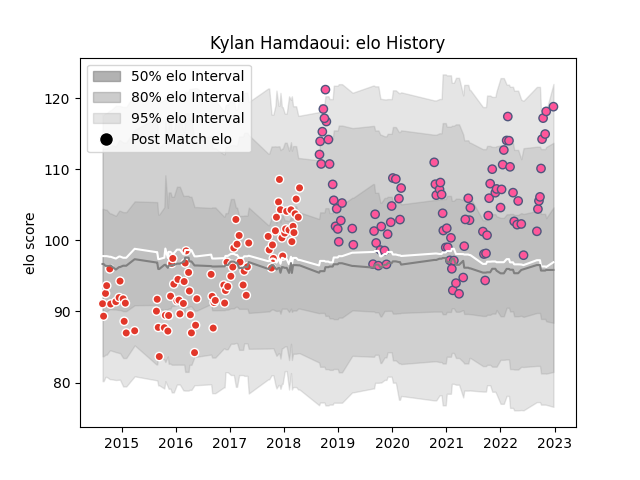 Kylan Hamdaoui: elo History
50% elo Interval
80% elo Interval
95% elo Interval
Post Match elo
elo score
120
110
100
90
80
2015 2016 2017 2018 2019 2020 2021 2022 2023